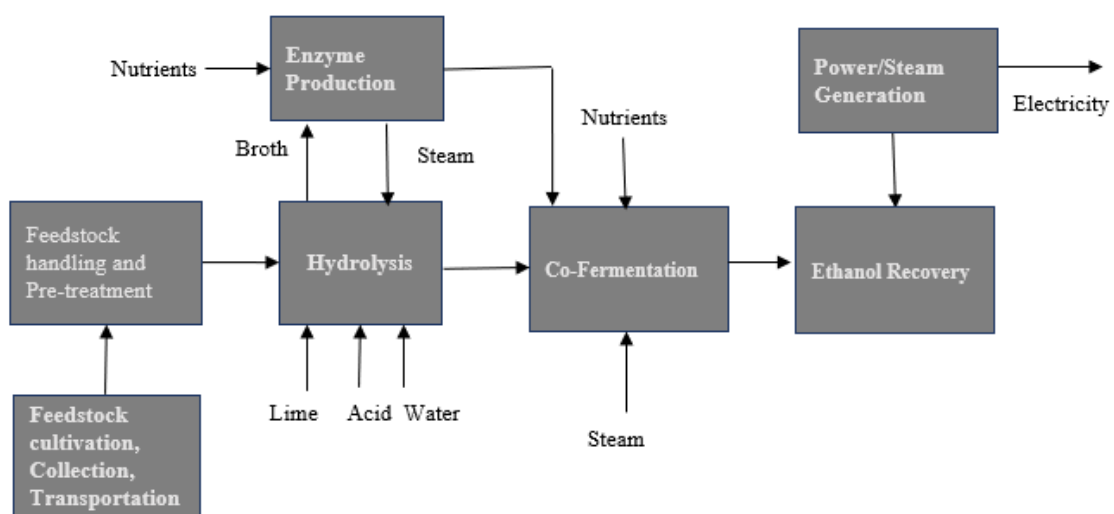 Enzyme
Production
Nutrients
Power/Steam
Generation
Electricity
Nutrients
Broth
Steam
Feedstock
handling and
Pre-treatment
Hydrolysis
Co-Fermentation
Ethanol Recovery
Lime
Acid
Water
Steam
Feedstock
cultivation,
Collection,
Transportation